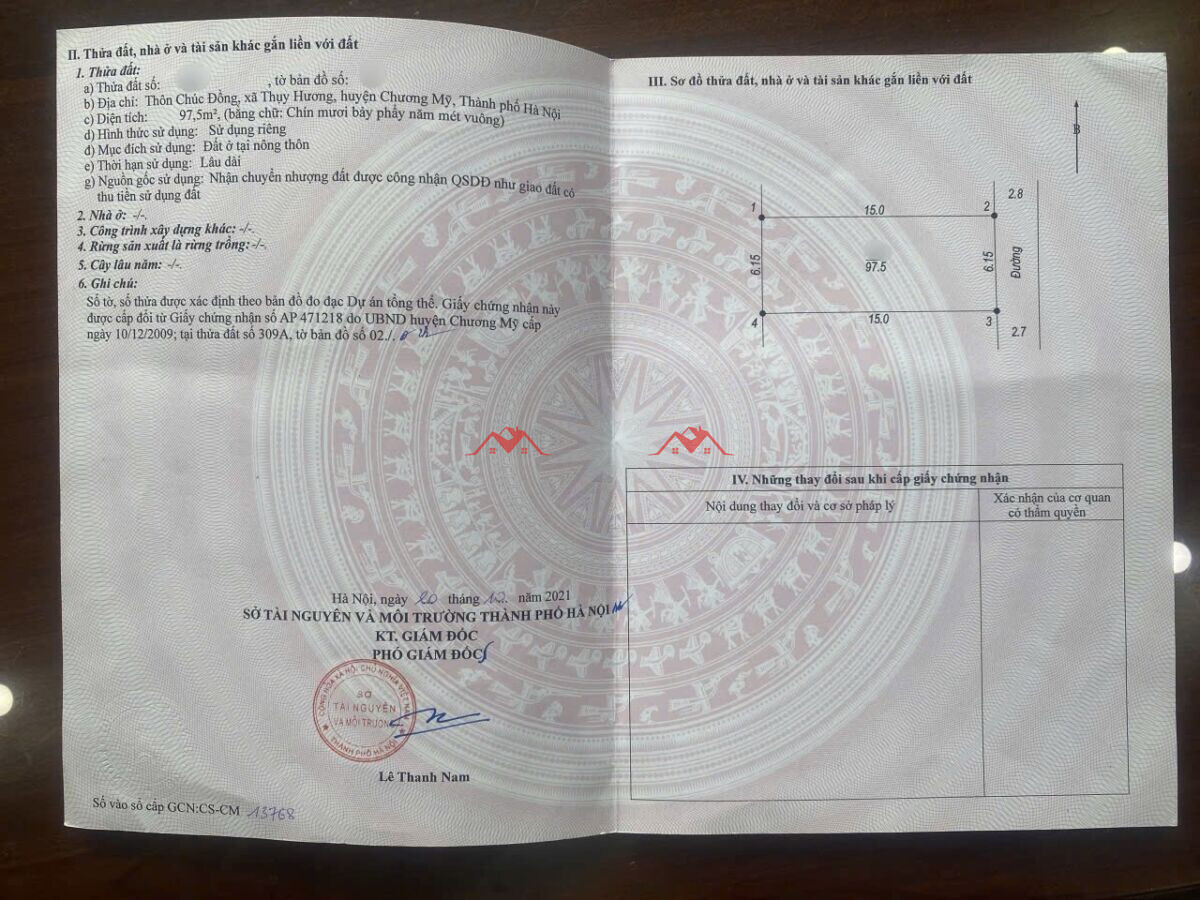 II. Thửa đất, nhà ở và tài sản khác gắn liền với đất
1. Thửa đất:
a) Thửa đất số: , tờ bản đồ số:
b) Địa chỉ: Thôn Chúc Đồng, xã Thụy Hương, huyện Chương Mỹ, Thành phố Hà Nội
c) Diện tích: 97,5m², (bằng chữ: Chín mươi bảy phẩy năm mét vuông)
d) Hình thức sử dụng: Sử dụng riêng
đ) Mục đích sử dụng: Đất ở tại nông thôn
e) Thời hạn sử dụng: Lâu dài
g) Nguồn gốc sử dụng: Nhận chuyển nhượng đất được công nhận QSDĐ như giao đất có
thu tiền sử dụng đất
2. Nhà ở: -/-.
3. Công trình xây dựng khác: -/-.
4. Rừng sản xuất là rừng trồng: -/-.
5. Cây lâu năm: -/-.
6. Ghi chú:
Số tờ, số thửa được xác định theo bản đồ đo đạc Dự án tổng thể. Giấy chứng nhận này
được cấp đổi từ Giấy chứng nhận số AP 471218 do UBND huyện Chương Mỹ cấp
ngày 10/12/2009; tại thửa đất số 309A, tờ bản đồ số 02./.
Hà Nội, ngày 20 tháng 12 năm 2021
SỞ TÀI NGUYÊN VÀ MÔI TRƯỜNG THÀNH PHỐ HÀ NỘI
KT. GIÁM ĐỐC
PHÓ GIÁM ĐỐC
CỘNG HÒA XÃ HỘI CHỦ NGHĨA VIỆT NAM
SỞ
TÀI NGUYÊN
VÀ MÔI TRƯỜNG
THÀNH PHỐ HÀ NỘI
Lê Thanh Nam
Số vào sổ cấp GCN:CS-CM 13768
III. Sơ đồ thửa đất, nhà ở và tài sản khác gắn liền với đất
B
1
15.0
2
2.8
6.15
97.5
6.15
Đường
4
15.0
3
2.7
IV. Những thay đổi sau khi cấp giấy chứng nhận
Nội dung thay đổi và cơ sở pháp lý
Xác nhận của cơ quan
có thẩm quyền